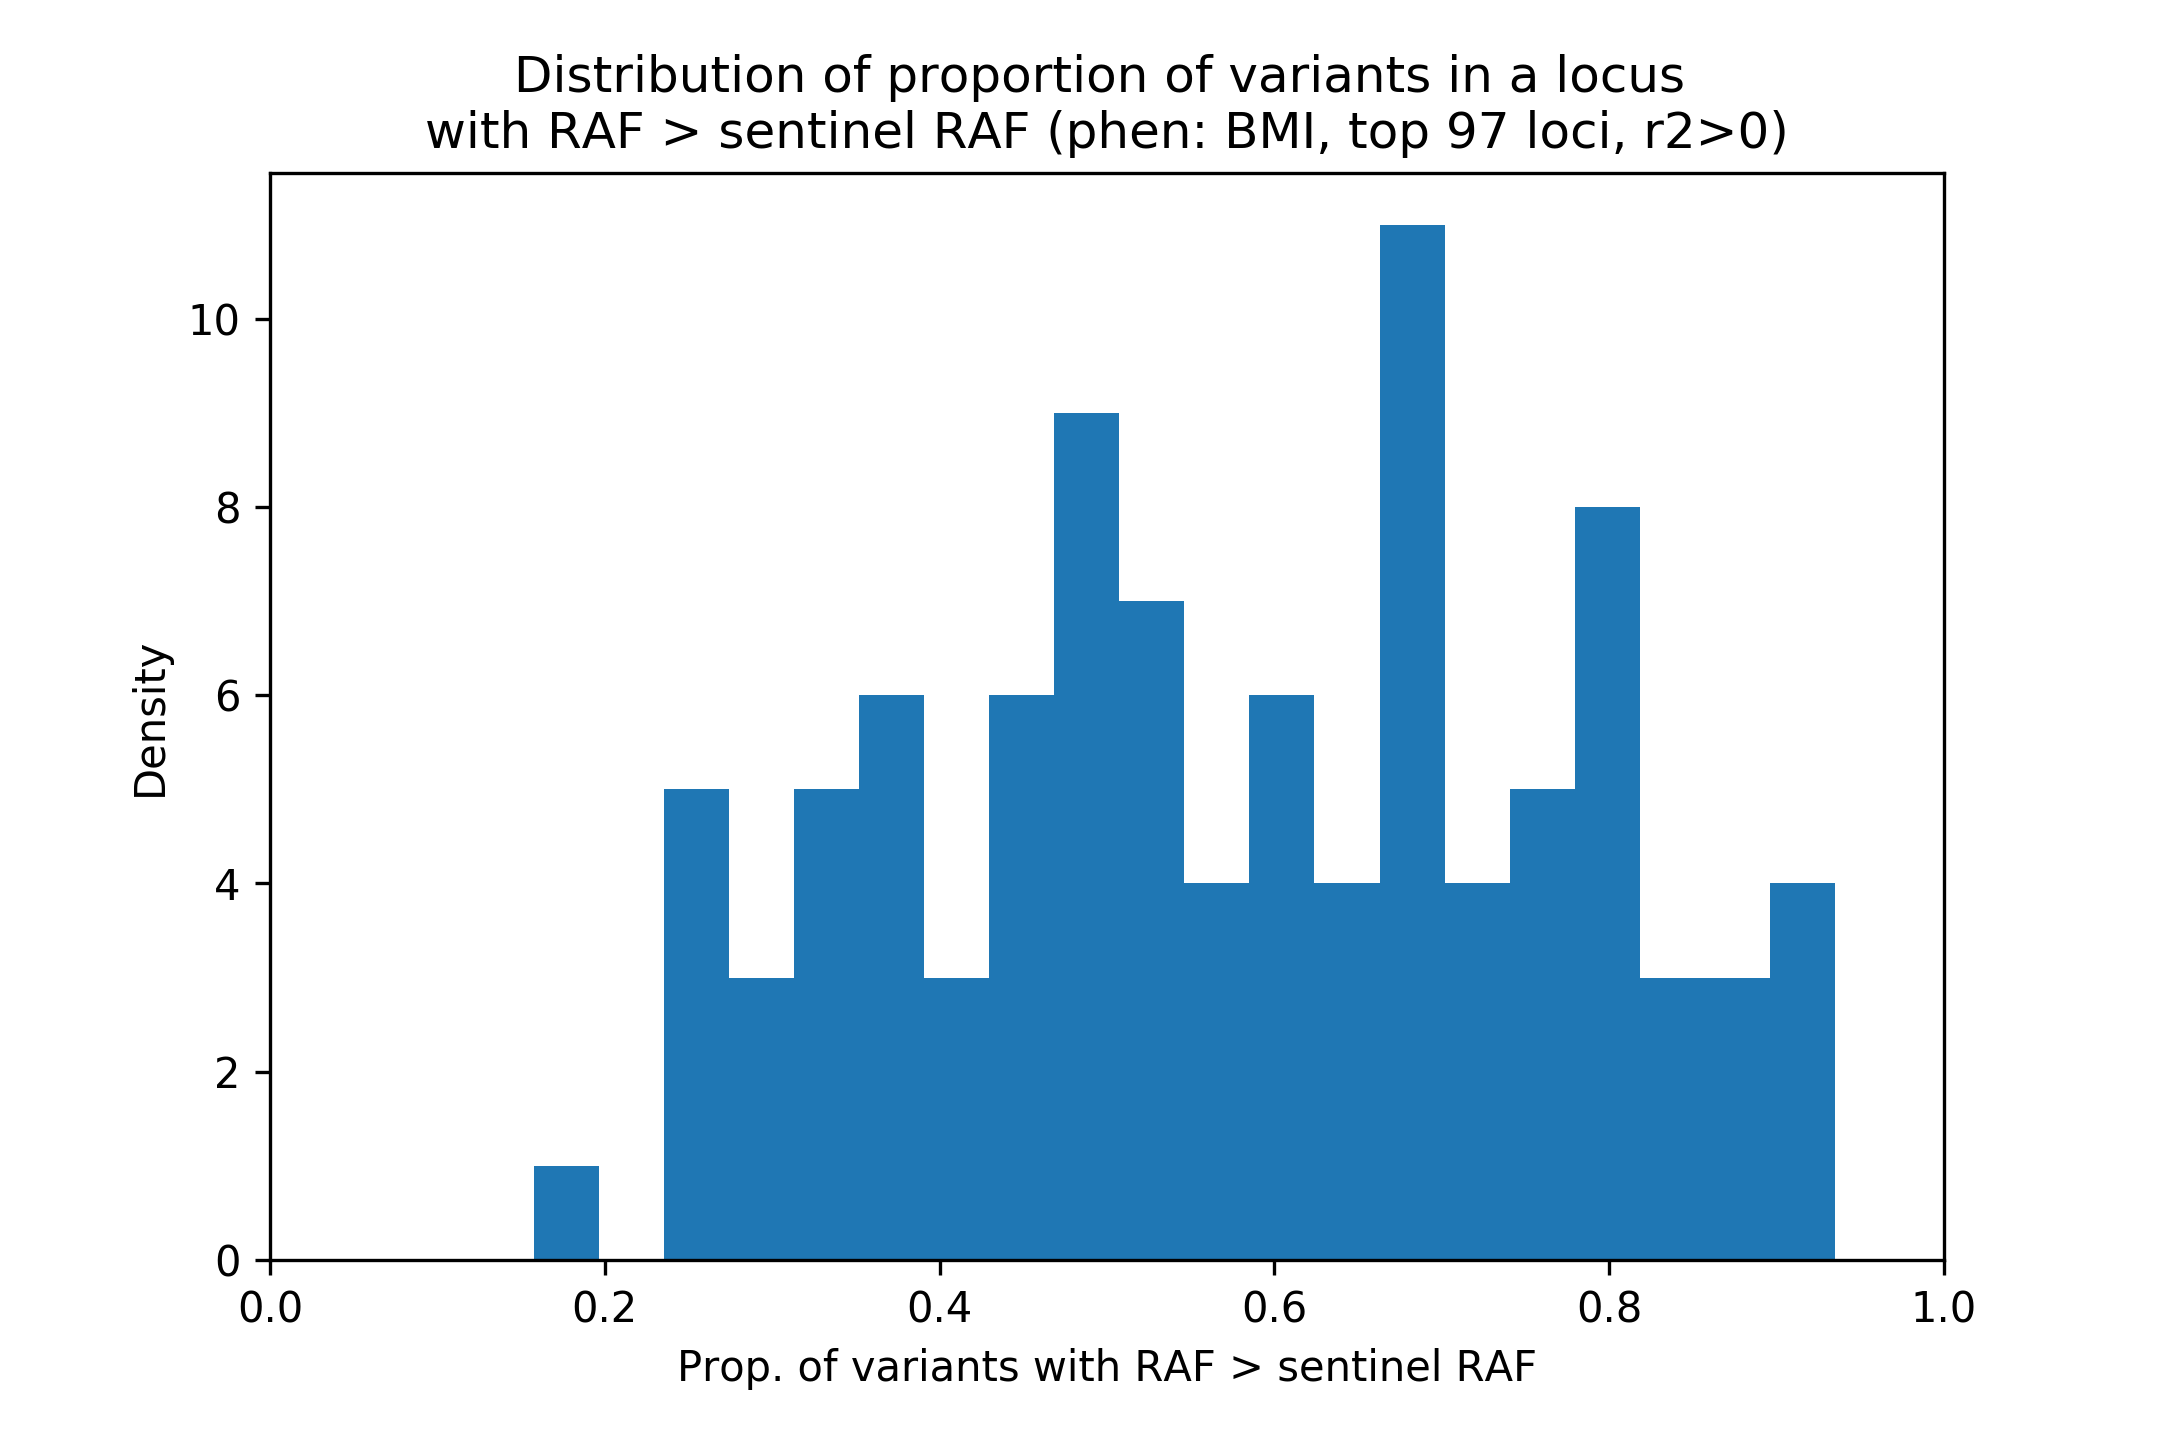 Distribution of proportion of variants in a locus
with RAF > sentinel RAF (phen: BMI, top 97 loci, r2>0)
10
8
6
4
2
0
Density
0.0 0.2 0.4 0.6 0.8 1.0
Prop. of variants with RAF > sentinel RAF